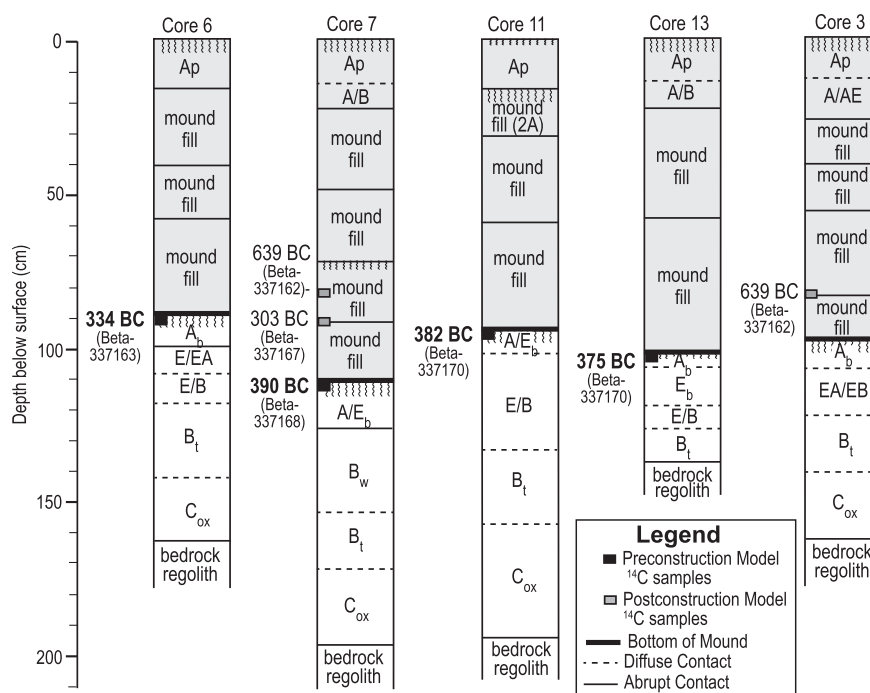 Core 6
Core 7
Core 11
Core 13
Core 3
Depth below surface (cm)
0
50
100
150
200
Ap
mound
fill
mound
fill
mound
fill
334 BC
(Beta-
337163)
Ab
E/EA
E/B
Bt
Cox
bedrock
regolith
Ap
A/B
mound
fill
mound
fill
639 BC
(Beta-
337162)-
mound
fill
303 BC
(Beta-
337167)
mound
fill
390 BC
(Beta-
337168)
A/Eb
Bw
Bt
Cox
bedrock
regolith
Ap
mound
fill (2A)
mound
fill
mound
fill
382 BC
(Beta-
337170)
A/Eb
E/B
Bt
Cox
bedrock
regolith
Ap
A/B
mound
fill
mound
fill
375 BC
(Beta-
337170)
Ab
Eb
E/B
Bt
bedrock
regolith
Ap
A/AE
mound
fill
mound
fill
mound
fill
639 BC
(Beta-
337162)
mound
fill
Ab
EA/EB
Bt
Cox
bedrock
regolith
Legend
Preconstruction Model
14C samples
Postconstruction Model
14C samples
Bottom of Mound
Diffuse Contact
Abrupt Contact